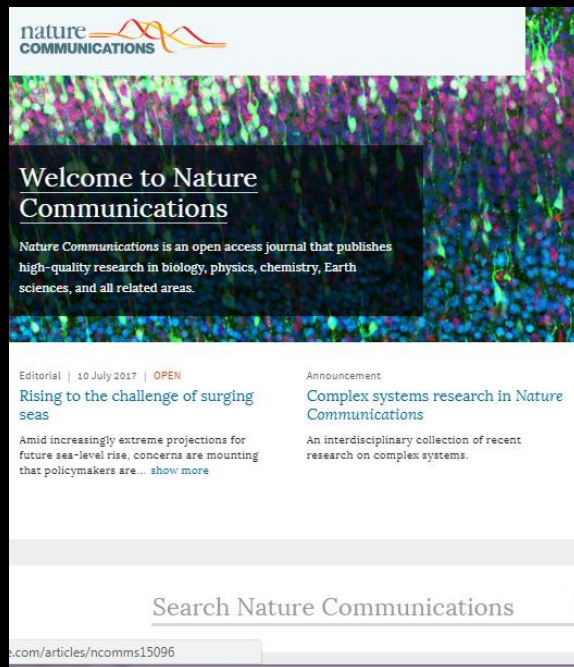 nature
COMMUNICATIONS
Welcome to Nature
Communications
Nature Communications is an open access journal that publishes
high-quality research in biology, physics, chemistry, Earth
sciences, and all related areas.
Editorial | 10 July 2017 | OPEN
Rising to the challenge of surging
seas
Amid increasingly extreme projections for
future sea-level rise, concerns are mounting
that policymakers are... show more
Announcement
Complex systems research in Nature
Communications
An interdisciplinary collection of recent
research on complex systems.
Search Nature Communications
e.com/articles/ncomms15096